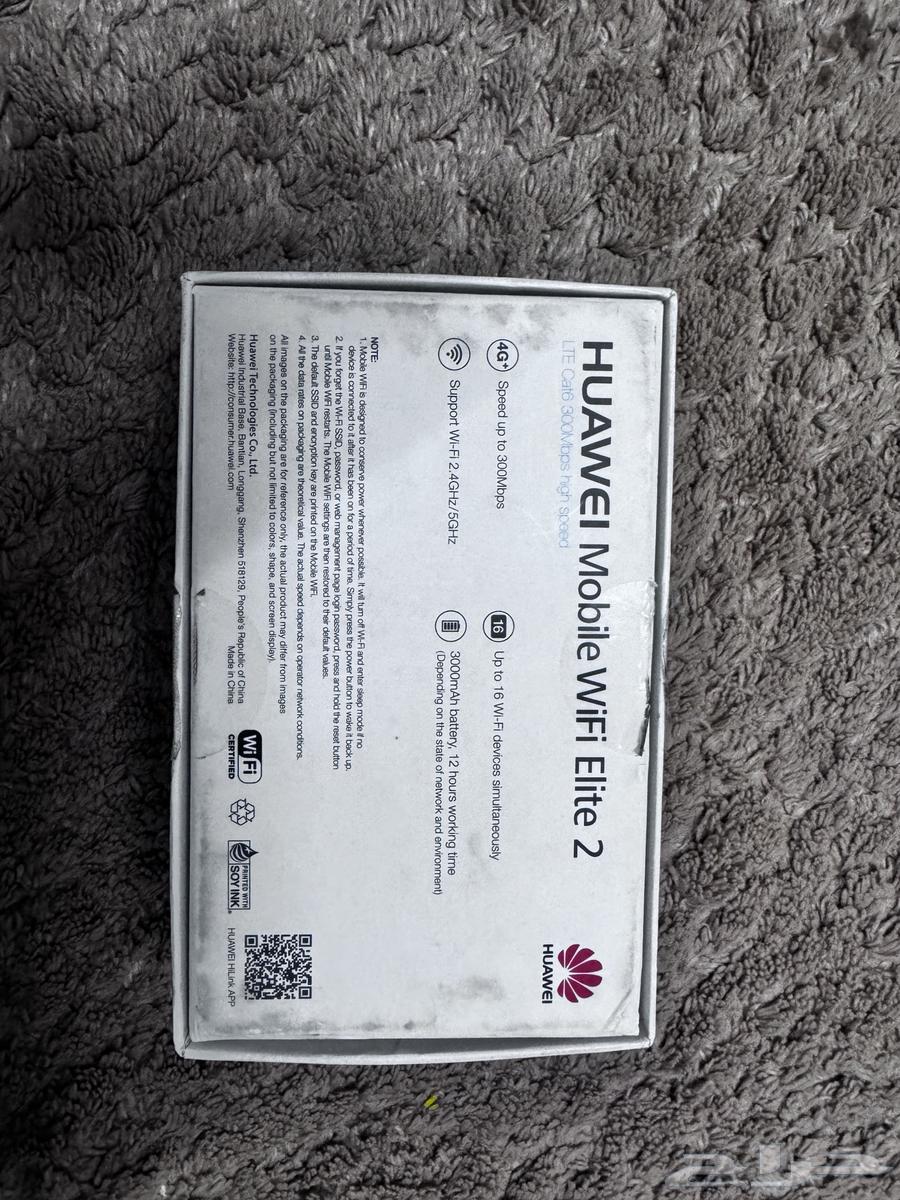 HUAWEI Mobile WiFi Elite 2
LTE Cat6 300Mbps high speed
HUAWEI
4G+ Speed up to 300Mbps
16 Up to 16 Wi-Fi devices simultaneously
Support Wi-Fi 2.4GHz/5GHz
3000mAh battery, 12 hours working time
(Depending on the state of network and environment)
NOTE:
1. Mobile WiFi is designed to conserve power whenever possible. It will turn off Wi-Fi and enter sleep mode if no
device is connected to it after it has been on for a period of time. Simply press the power button to wake it back up.
2. If you forget the Wi-Fi SSID, password, or web management page login password, press and hold the reset button
until Mobile WiFi restarts. The Mobile WiFi settings are then restored to their default values.
3. The default SSID and encryption key are printed on the Mobile WiFi.
4. All the data rates on packaging are theoretical value. The actual speed depends on operator network conditions.
All images on the packaging are for reference only, the actual product may differ from images
on the packaging (including but not limited to colors, shape, and screen display).
Huawei Technologies Co., Ltd.
Huawei Industrial Base, Bantian, Longgang, Shenzhen 518129, People's Republic of China
Website: http://consumer.huawei.com
Made in China
Wi Fi
CERTIFIED
PRINTED WITH
SOY INK
HUAWEI HiLink APP
حراج